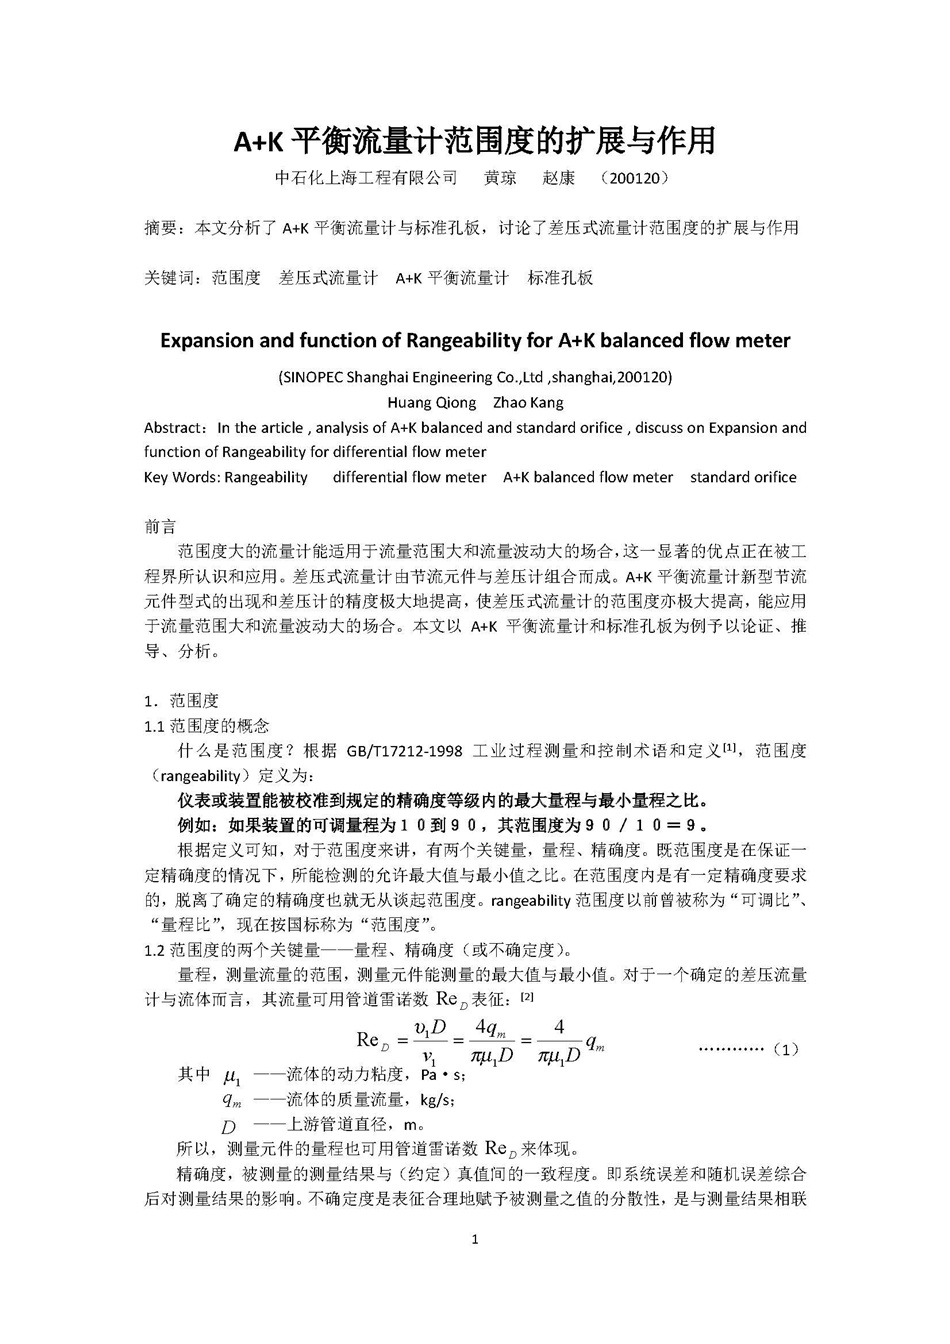 A+K 平衡流量计范围度的扩展与作用
中石化上海工程有限公司 黄琼 赵康 （200120）
摘要：本文分析了 A+K 平衡流量计与标准孔板，讨论了差压式流量计范围度的扩展与作用
关键词：范围度 差压式流量计 A+K 平衡流量计 标准孔板
Expansion and function of Rangeability for A+K balanced flow meter
(SINOPEC Shanghai Engineering Co.,Ltd ,shanghai,200120)
Huang Qiong Zhao Kang
Abstract：In the article , analysis of A+K balanced and standard orifice , discuss on Expansion and
function of Rangeability for differential flow meter
Key Words: Rangeability differential flow meter A+K balanced flow meter standard orifice
前言
范围度大的流量计能适用于流量范围大和流量波动大的场合，这一显著的优点正在被工
程界所认识和应用。差压式流量计由节流元件与差压计组合而成。A+K 平衡流量计新型节流
元件型式的出现和差压计的精度极大地提高，使差压式流量计的范围度亦极大提高，能应用
于流量范围大和流量波动大的场合。本文以 A+K 平衡流量计和标准孔板为例予以论证、推
导、分析。
1．范围度
1.1 范围度的概念
什么是范围度？根据 GB/T17212-1998 工业过程测量和控制术语和定义[1]，范围度
（rangeability）定义为：
仪表或装置能被校准到规定的精确度等级内的最大量程与最小量程之比。
例如：如果装置的可调量程为１０到９０，其范围度为９０／１０＝９。
根据定义可知，对于范围度来讲，有两个关键量，量程、精确度。既范围度是在保证一
定精确度的情况下，所能检测的允许最大值与最小值之比。在范围度内是有一定精确度要求
的，脱离了确定的精确度也就无从谈起范围度。rangeability 范围度以前曾被称为“可调比”、
“量程比”，现在按国标称为“范围度”。
1.2 范围度的两个关键量——量程、精确度（或不确定度）。
量程，测量流量的范围，测量元件能测量的最大值与最小值。对于一个确定的差压流量
计与流体而言，其流量可用管道雷诺数 Re_D 表征：[2]
Re_D = υ₁D/ν₁ = 4q_m/πμ₁D = 4/πμ₁D q_m …………（1）
其中 μ₁ ——流体的动力粘度，Pa·s；
q_m ——流体的质量流量，kg/s；
D ——上游管道直径，m。
所以，测量元件的量程也可用管道雷诺数 Re_D 来体现。
精确度，被测量的测量结果与（约定）真值间的一致程度。即系统误差和随机误差综合
后对测量结果的影响。不确定度是表征合理地赋予被测量之值的分散性，是与测量结果相联
1